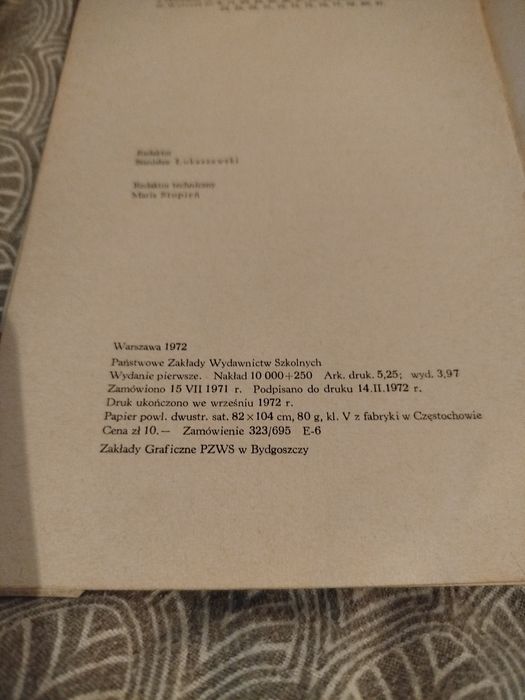 Redaktor
Stanisław Łukaszewski
Redaktor techniczny
Maria Stopień
Warszawa 1972
Państwowe Zakłady Wydawnictw Szkolnych
Wydanie pierwsze. Nakład 10 000+250 Ark. druk. 5,25; wyd. 3,97
Zamówiono 15 VII 1971 r. Podpisano do druku 14.II.1972 r.
Druk ukończono we wrześniu 1972 r.
Papier powl. dwustr. sat. 82×104 cm, 80 g, kl. V z fabryki w Częstochowie
Cena zł 10.— Zamówienie 323/695 E-6
Zakłady Graficzne PZWS w Bydgoszczy